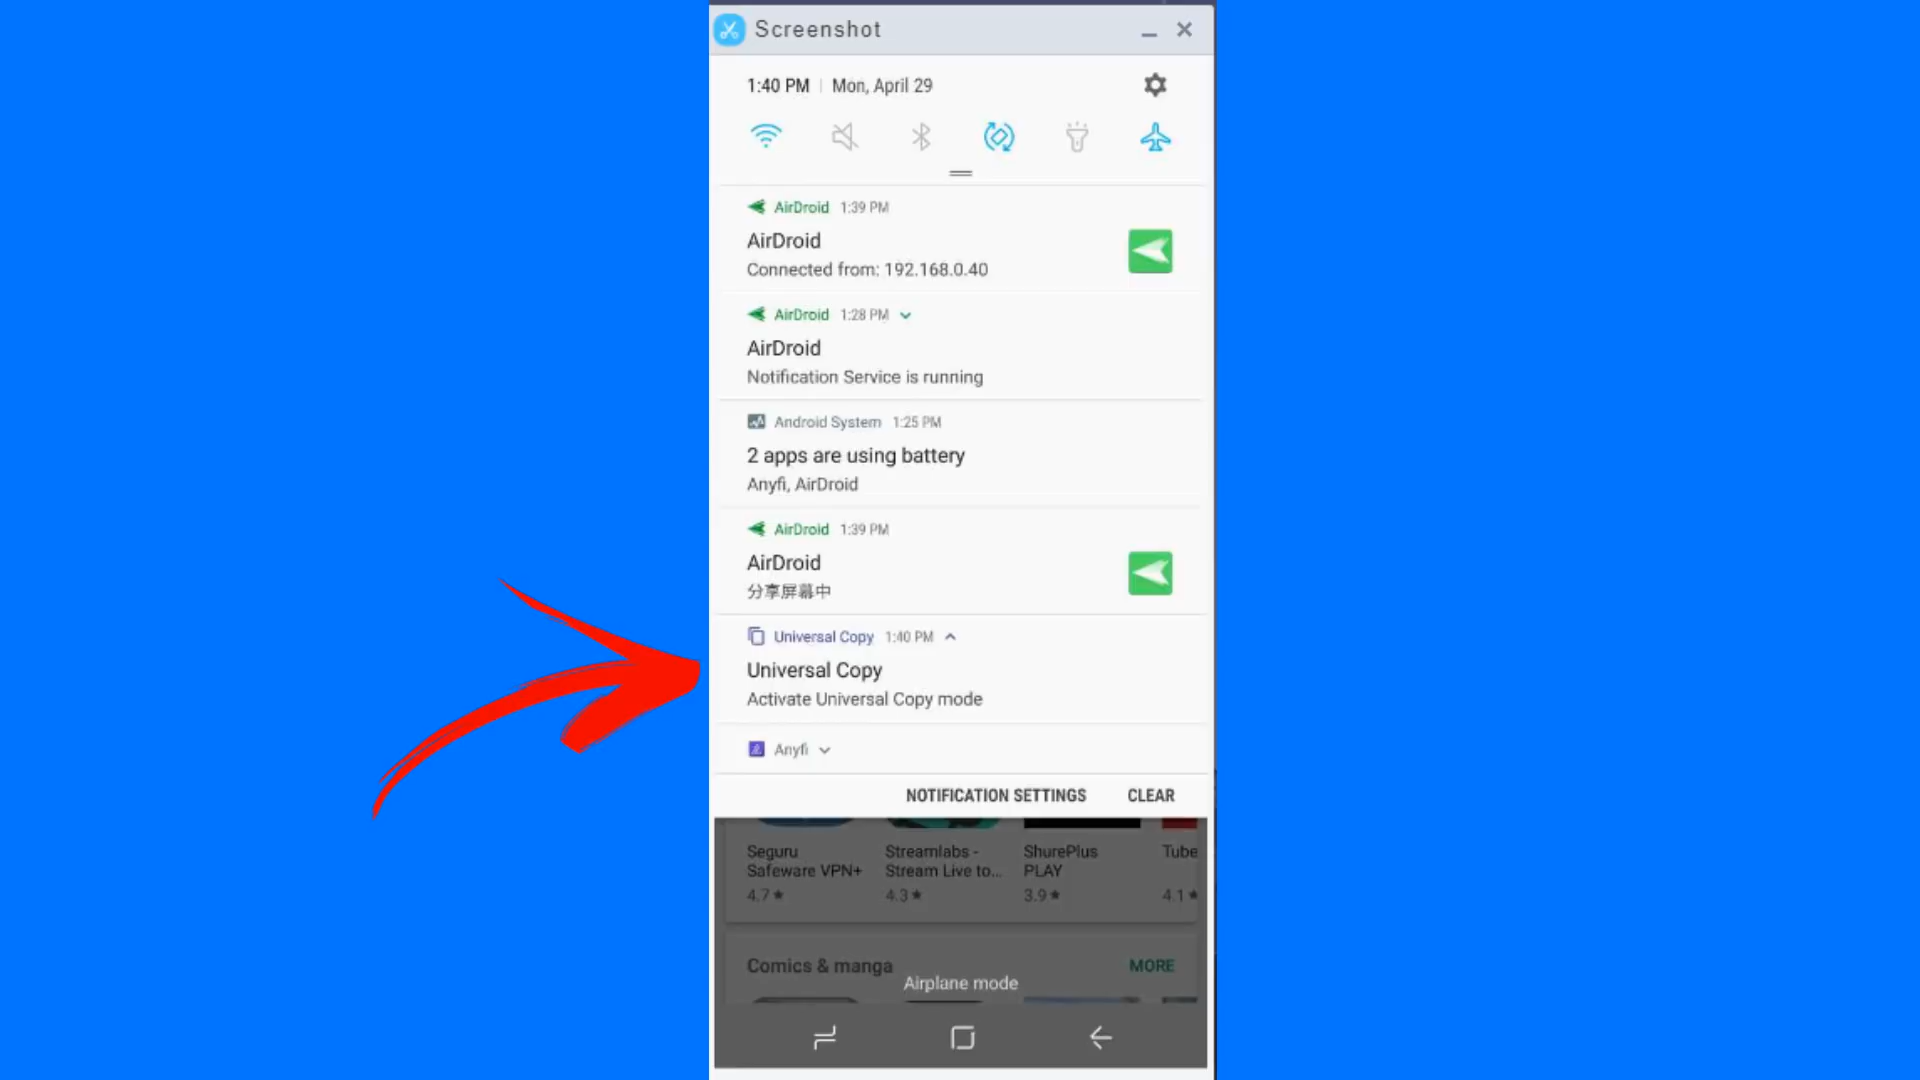 Screenshot
1:40 PM | Mon, April 29
AirDroid 1:39 PM
AirDroid
Connected from: 192.168.0.40
AirDroid 1:28 PM
AirDroid
Notification Service is running
Android System 1:25 PM
2 apps are using battery
Anyfi, AirDroid
AirDroid 1:39 PM
AirDroid
分享屏幕中
Universal Copy 1:40 PM
Universal Copy
Activate Universal Copy mode
Anyfi
NOTIFICATION SETTINGS CLEAR
Seguru Streamlabs - ShurePlus Tube
Safeware VPN+ Stream Live to... PLAY
4.7★ 4.3★ 3.9★ 4.1★
Comics & manga MORE
Airplane mode